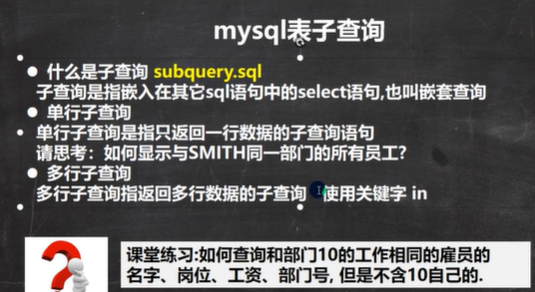 mysql表子查询
● 什么是子查询 subquery.sql
子查询是指嵌入在其它sql语句中的select语句,也叫嵌套查询
● 单行子查询
单行子查询是指只返回一行数据的子查询语句
请思考：如何显示与SMITH同一部门的所有员工?
● 多行子查询
多行子查询指返回多行数据的子查询 使用关键字 in
课堂练习:如何查询和部门10的工作相同的雇员的
名字、岗位、工资、部门号, 但是不含10自己的.